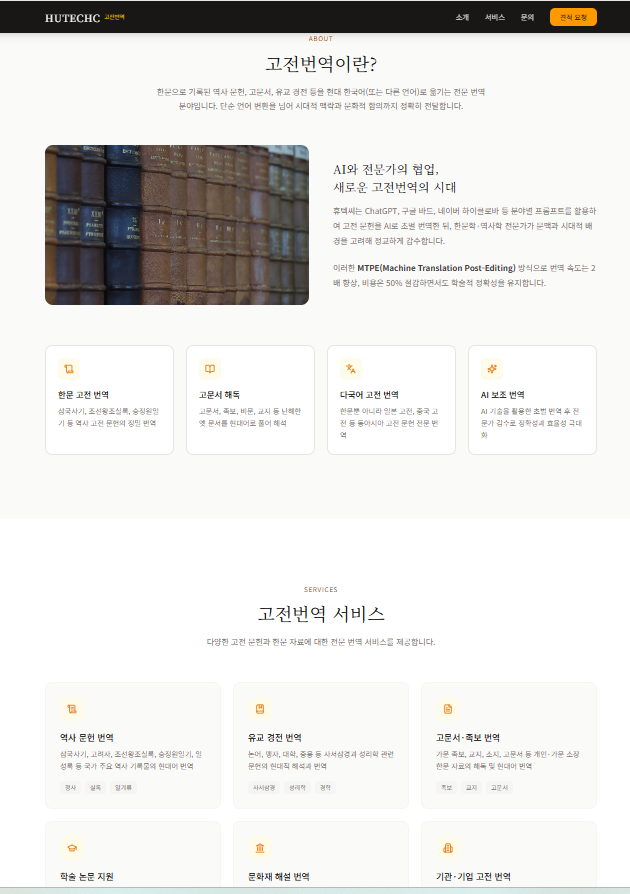 HUTECHC 고전번역
소개 서비스 문의 견적 요청
ABOUT
고전번역이란?
한문으로 기록된 역사 문헌, 고문서, 유교 경전 등을 현대 한국어(또는 다른 언어)로 옮기는 전문 번역
분야입니다. 단순 언어 변환을 넘어 시대적 맥락과 문화적 함의까지 정확히 전달합니다.
AI와 전문가의 협업,
새로운 고전번역의 시대
휴텍씨는 ChatGPT, 구글 바드, 네이버 하이클로바 등 분야별 프롬프트를 활용하
여 고전 문헌을 AI로 초벌 번역한 뒤, 한문학·역사학 전문가가 문맥과 시대적 배
경을 고려해 정교하게 감수합니다.
이러한 MTPE(Machine Translation Post-Editing) 방식으로 번역 속도는 2
배 향상, 비용은 50% 절감하면서도 학술적 정확성을 유지합니다.
한문 고전 번역
삼국사기, 조선왕조실록, 승정원일
기 등 역사 고전 문헌의 정밀 번역
고문서 해독
고문서, 족보, 비문, 교지 등 난해한
옛 문서를 현대어로 풀어 해석
다국어 고전 번역
한문뿐 아니라 일본 고전, 중국 고
전 등 동아시아 고전 문헌 전문 번
역
AI 보조 번역
AI 기술을 활용한 초벌 번역 후 전
문가 감수로 정확성과 효율성 극대
화
SERVICES
고전번역 서비스
다양한 고전 문헌과 한문 자료에 대한 전문 번역 서비스를 제공합니다.
역사 문헌 번역
삼국사기, 고려사, 조선왕조실록, 승정원일기, 일
성록 등 국가 주요 역사 기록물의 현대어 번역
정사 실록 일기류
유교 경전 번역
논어, 맹자, 대학, 중용 등 사서삼경과 성리학 관련
문헌의 현대적 해석과 번역
사서삼경 성리학 경학
고문서·족보 번역
가문 족보, 교지, 소지, 고문서 등 개인·가문 소장
한문 자료의 해독 및 현대어 번역
족보 교지 고문서
학술 논문 지원
문화재 해설 번역
기관·기업 고전 번역